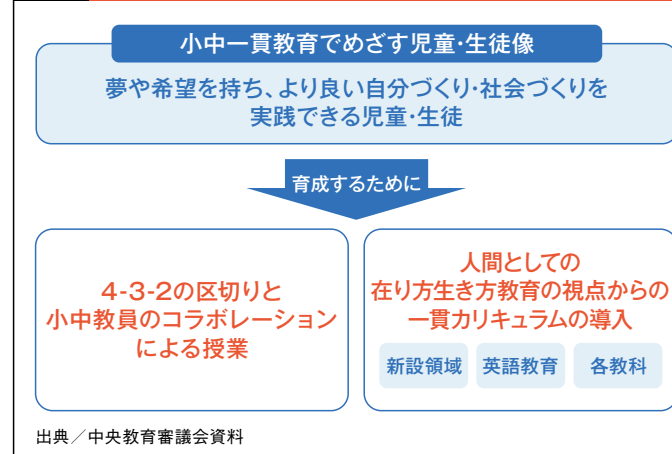 小中一貫教育でめざす児童・生徒像
夢や希望を持ち、より良い自分づくり・社会づくりを
実践できる児童・生徒
育成するために
4-3-2の区切りと
小中教員のコラボレーション
による授業
人間としての
在り方生き方教育の視点からの
一貫カリキュラムの導入
新設領域 英語教育 各教科
出典／中央教育審議会資料